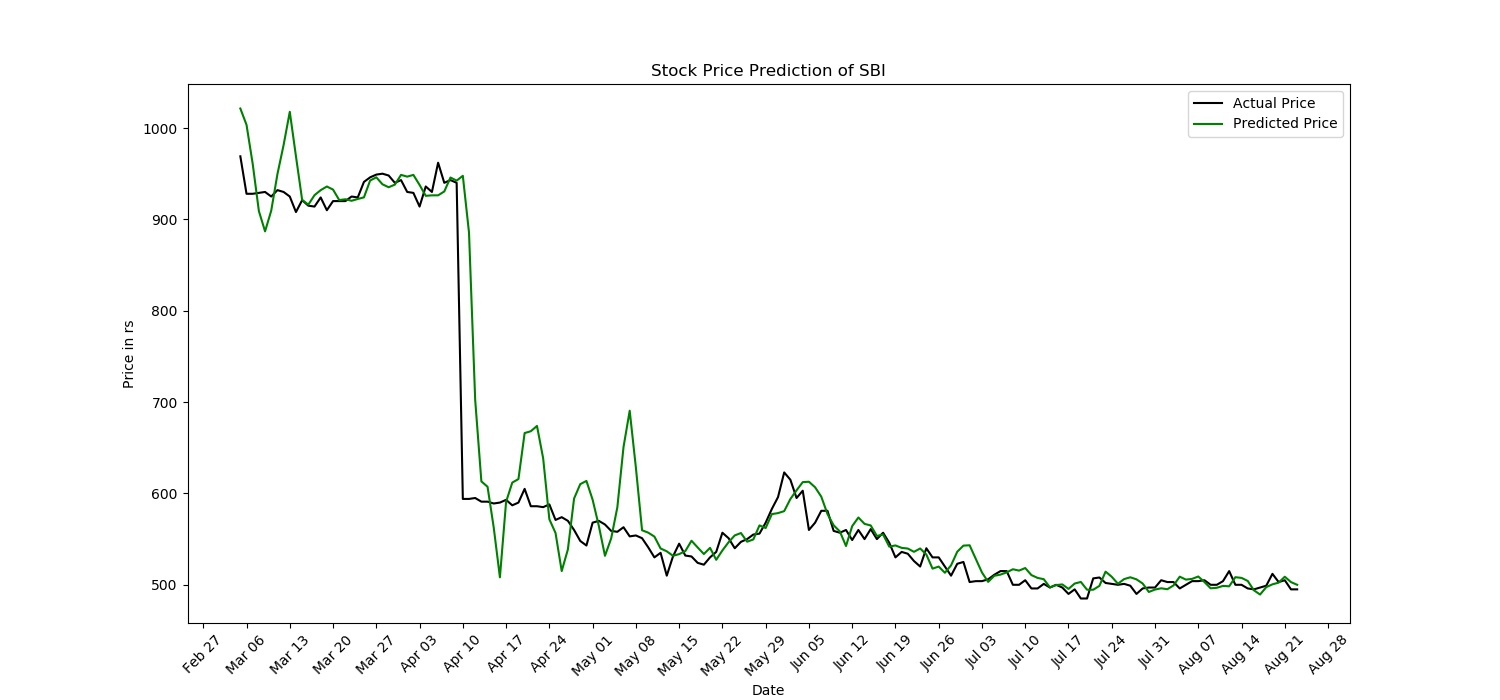 Stock Price Prediction of SBI
Actual Price
Predicted Price
1000
900
800
700
600
500
Price in rs
Feb 27
Mar 06
Mar 13
Mar 20
Mar 27
Apr 03
Apr 10
Apr 17
Apr 24
May 01
May 08
May 15
May 22
May 29
Jun 05
Jun 12
Jun 19
Jun 26
Jul 03
Jul 10
Jul 17
Jul 24
Jul 31
Aug 07
Aug 14
Aug 21
Aug 28
Date